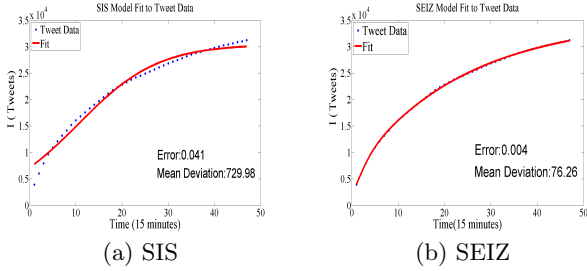 SIS Model Fit to Tweet Data
3.5 x 10⁴
Tweet Data
Fit
3
2.5
2
1.5
1
0.5
0
I ( Tweets)
Error:0.041
Mean Deviation:729.98
0 10 20 30 40 50
Time (15 minutes)
(a) SIS
SEIZ Model Fit to Tweet Data
3.5 x 10⁴
Tweet Data
Fit
3
2.5
2
1.5
1
0.5
0
I ( Tweets)
Error:0.004
Mean Deviation:76.26
0 10 20 30 40 50
Time(15 minutes)
(b) SEIZ